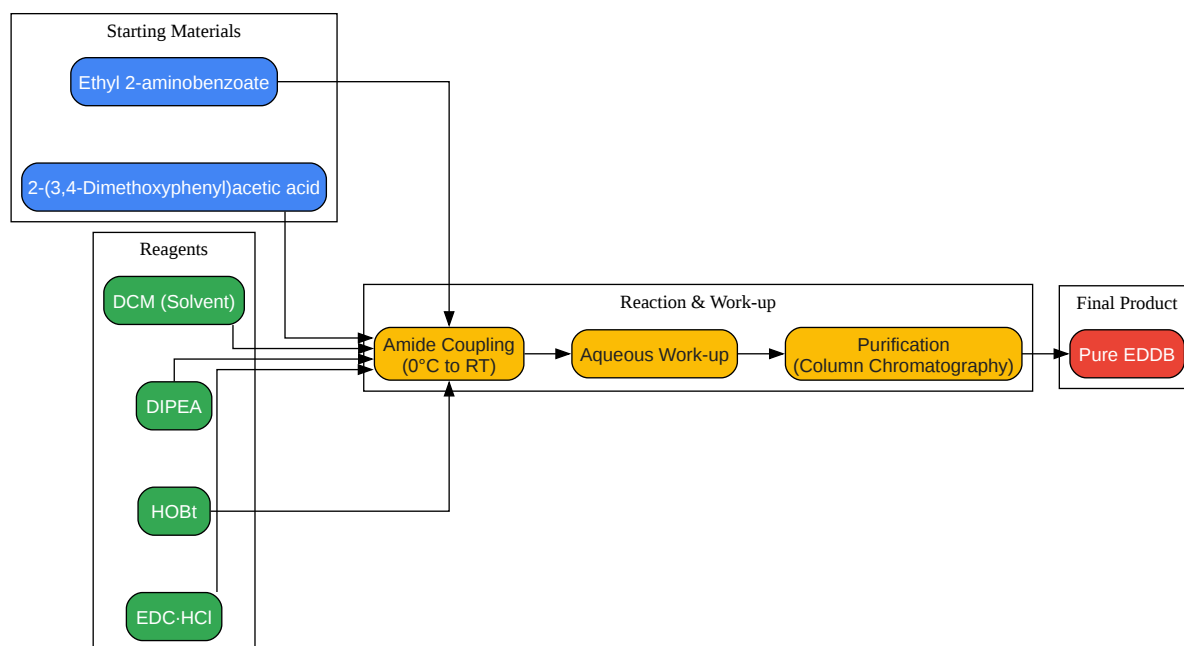 Starting Materials
Ethyl 2-aminobenzoate
2-(3,4-Dimethoxyphenyl)acetic acid
Reagents
DCM (Solvent)
DIPEA
HOBt
EDC·HCl
Reaction & Work-up
Amide Coupling
(0°C to RT)
Aqueous Work-up
Purification
(Column Chromatography)
Final Product
Pure EDDB